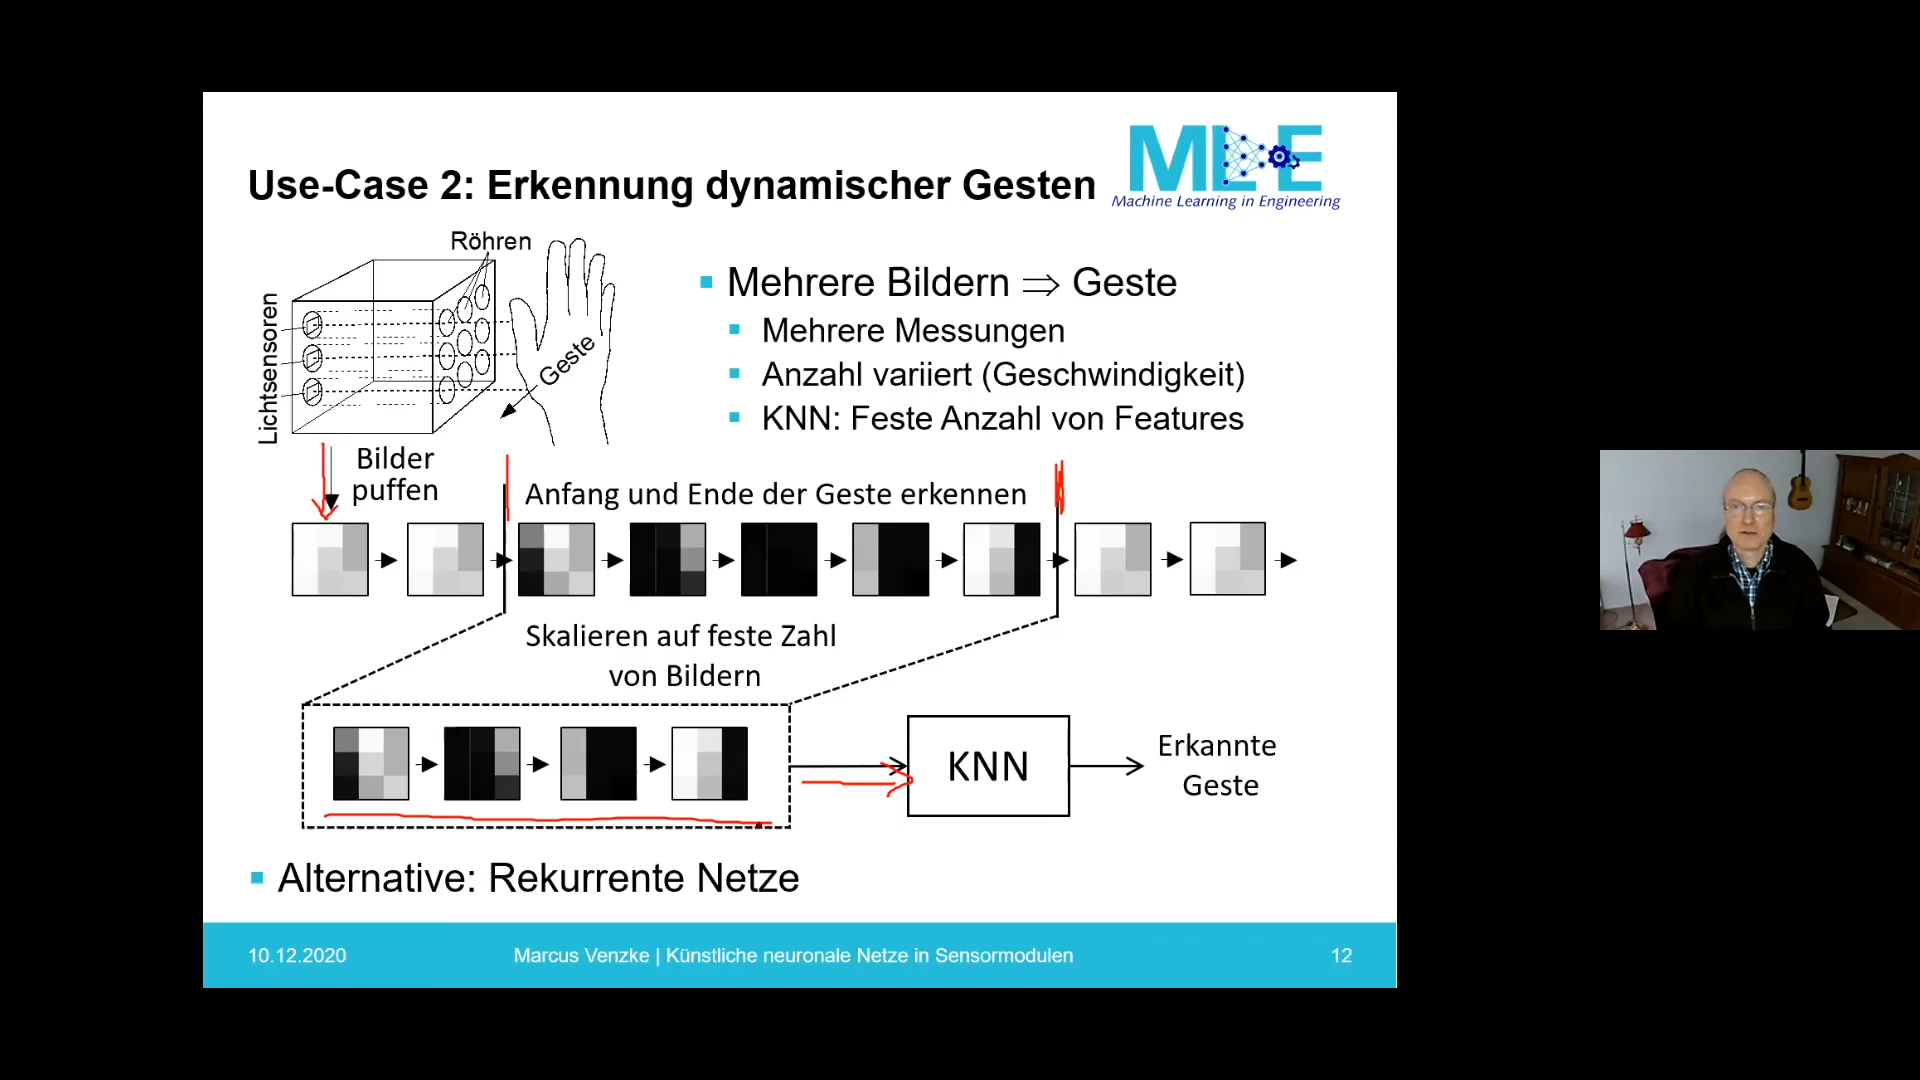 MLE
Machine Learning in Engineering
Use-Case 2: Erkennung dynamischer Gesten
Röhren
Lichtsensoren
Geste
Mehrere Bildern ⇒ Geste
Mehrere Messungen
Anzahl variiert (Geschwindigkeit)
KNN: Feste Anzahl von Features
Bilder
puffen
Anfang und Ende der Geste erkennen
Skalieren auf feste Zahl
von Bildern
KNN
Erkannte
Geste
Alternative: Rekurrente Netze
10.12.2020
Marcus Venzke | Künstliche neuronale Netze in Sensormodulen
12